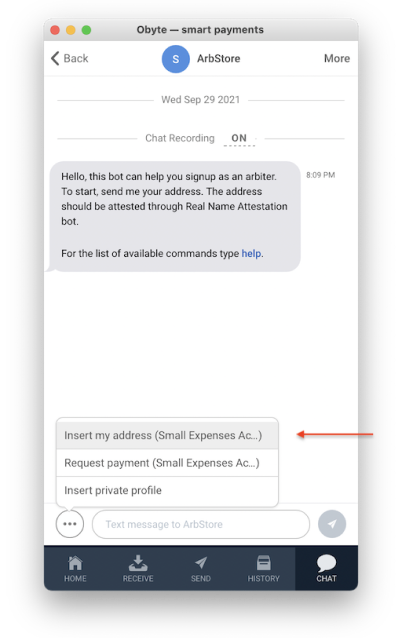 Obyte — smart payments
Back
S
ArbStore
More
Wed Sep 29 2021
Chat Recording ON
Hello, this bot can help you signup as an arbiter.
To start, send me your address. The address
should be attested through Real Name Attestation
bot.
For the list of available commands type help.
8:09 PM
Insert my address (Small Expenses Ac...)
Request payment (Small Expenses Ac...)
Insert private profile
Text message to ArbStore
HOME
RECEIVE
SEND
HISTORY
CHAT